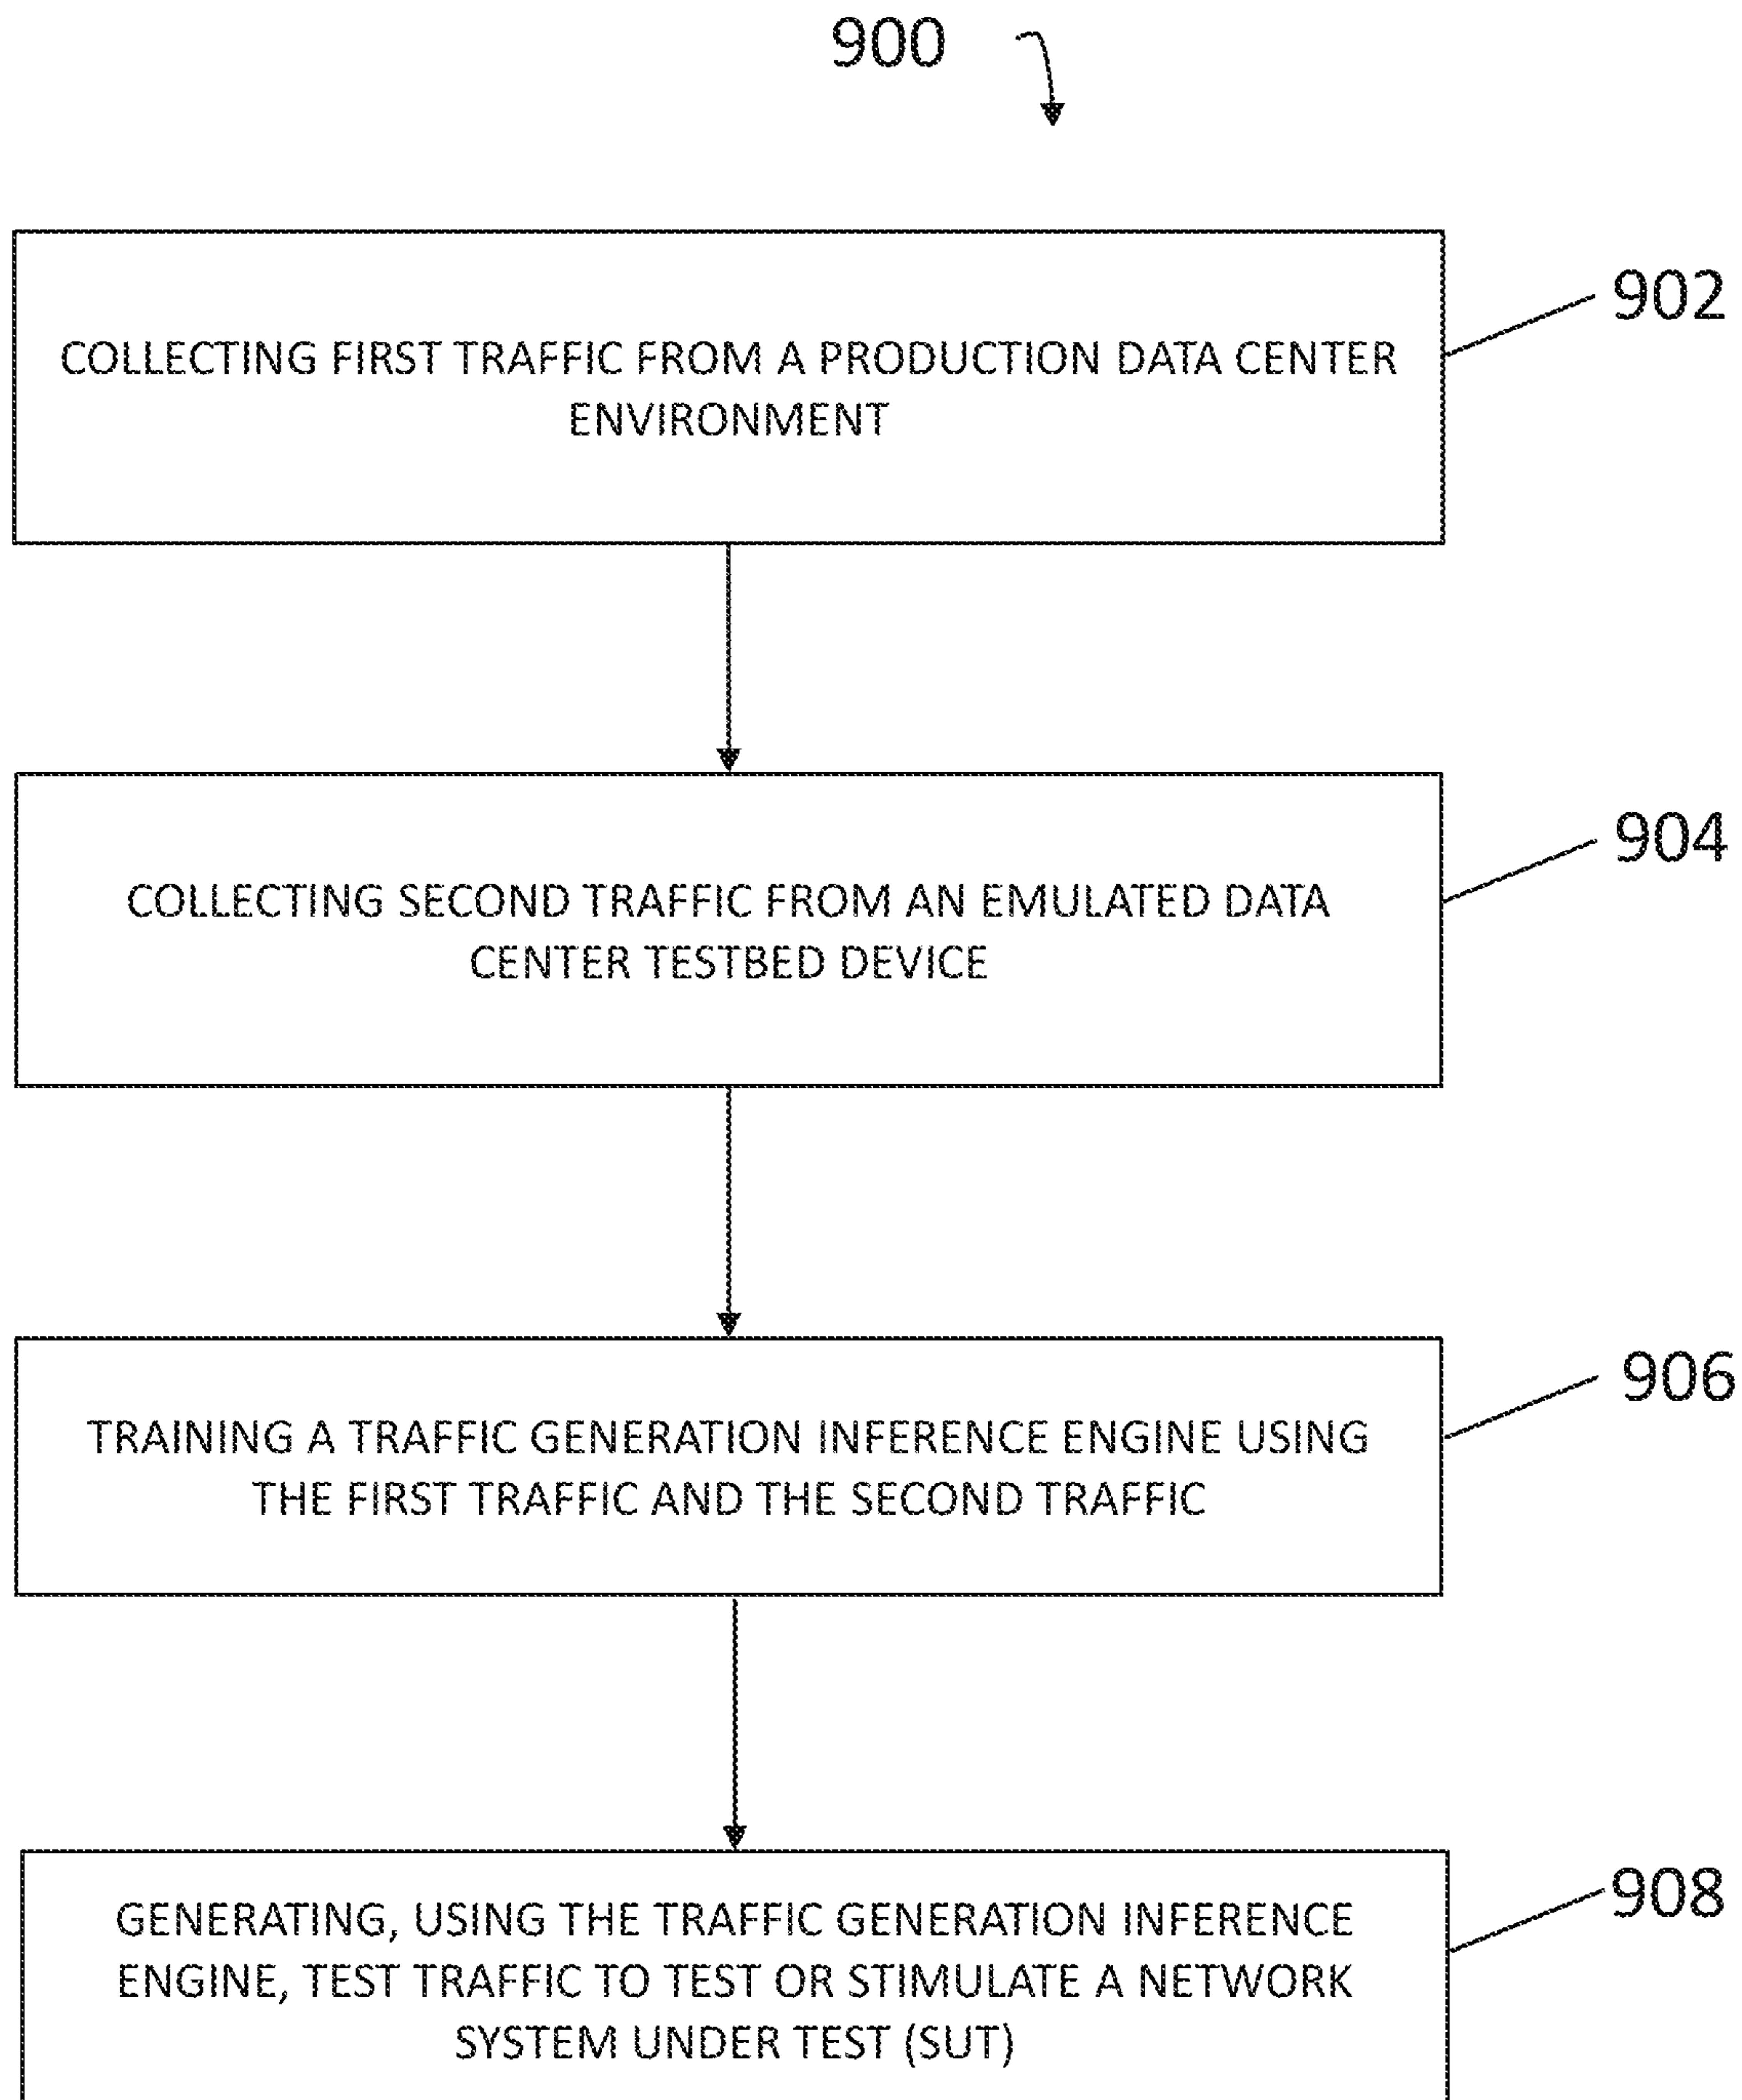 900
902
COLLECTING FIRST TRAFFIC FROM A PRODUCTION DATA CENTER
ENVIRONMENT
904
COLLECTING SECOND TRAFFIC FROM AN EMULATED DATA
CENTER TESTBED DEVICE
906
TRAINING A TRAFFIC GENERATION INFERENCE ENGINE USING
THE FIRST TRAFFIC AND THE SECOND TRAFFIC
908
GENERATING, USING THE TRAFFIC GENERATION INFERENCE
ENGINE, TEST TRAFFIC TO TEST OR STIMULATE A NETWORK
SYSTEM UNDER TEST (SUT)